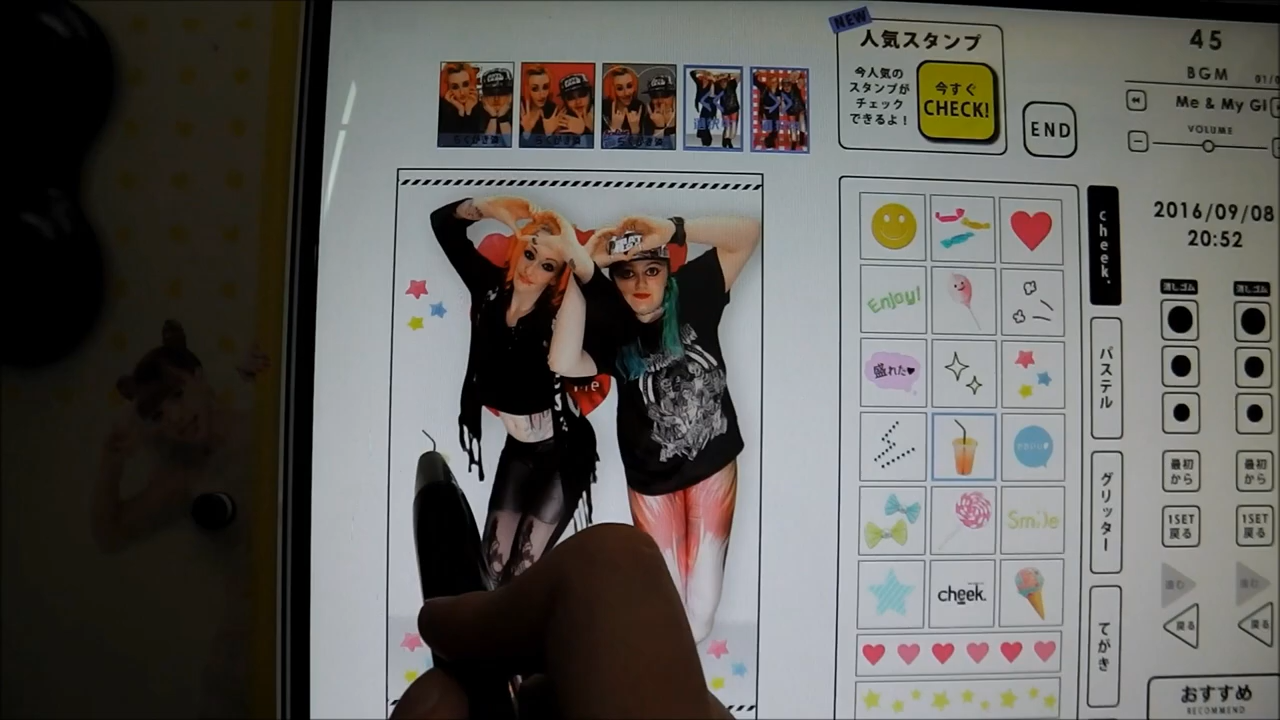 NEW
人気スタンプ
今人気の
スタンプが
チェック
できるよ！
今すぐ
CHECK!
END
45
BGM
Me & My Gi
VOLUME
2016/09/08
20:52
cheek.
パステル
グリッター
てがき
Enjoy!
盛れた♥
Smile
cheek.
消しゴム
消しゴム
最初
から
最初
から
1SET
戻る
1SET
戻る
進む
進む
戻る
戻る
おすすめ
RECOMMEND